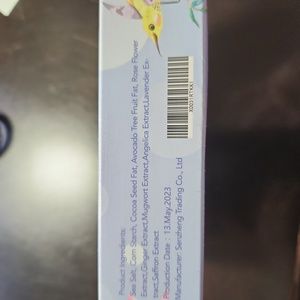 Product Ingredients:
Sea Salt, Corn Starch, Cocoa Seed Fat, Avocado Tree Fruit Fat, Rose Flower
Extract,Ginger Extract,Mugwort Extract,Angelica Extract,Lavender Ex-
tract,Saffron Extract
Production Date : 13.May.2023
Manufacturer: Senzheng Trading Co., Ltd